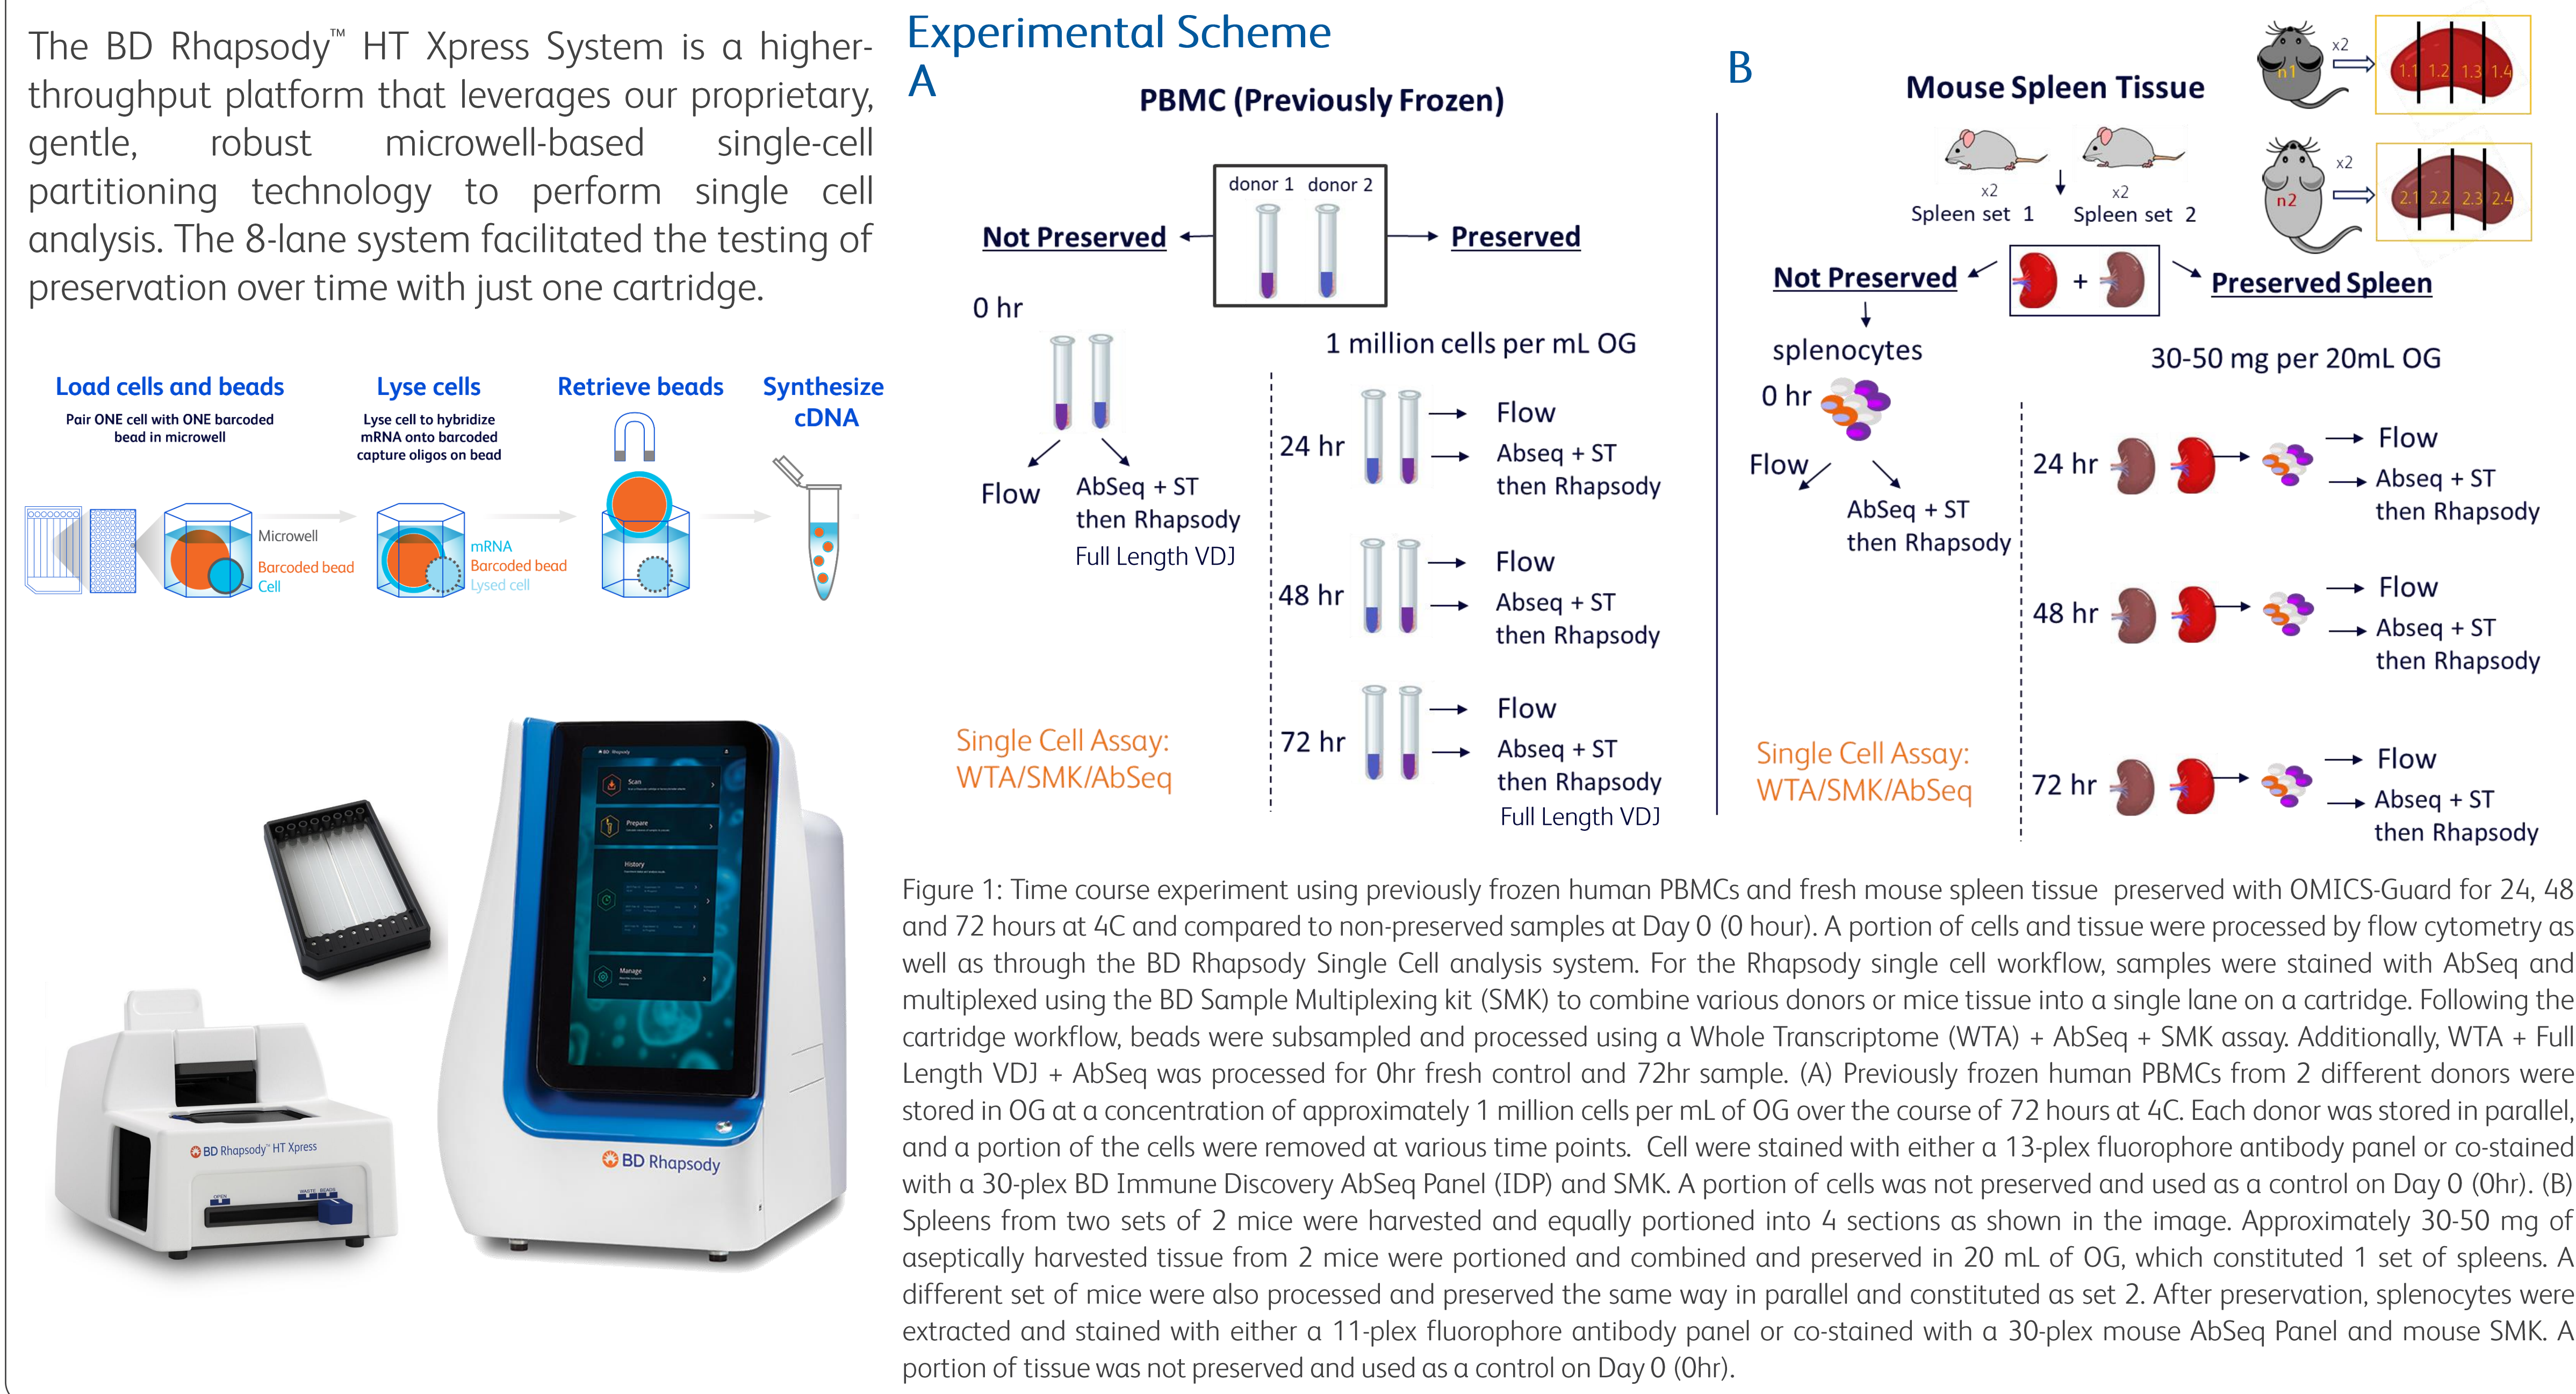 The BD Rhapsody™ HT Xpress System is a higher-
throughput platform that leverages our proprietary,
gentle, robust microwell-based single-cell
partitioning technology to perform single cell
analysis. The 8-lane system facilitated the testing of
preservation over time with just one cartridge.
Load cells and beads
Pair ONE cell with ONE barcoded
bead in microwell
Microwell
Barcoded bead
Cell
Lyse cells
Lyse cell to hybridize
mRNA onto barcoded
capture oligos on bead
mRNA
Barcoded bead
Lysed cell
Retrieve beads
Synthesize
cDNA
BD Rhapsody
Scan
Prepare
History
Manage
BD Rhapsody™ HT Xpress
OPEN
WASTE BEADS
BD Rhapsody
Experimental Scheme
A
PBMC (Previously Frozen)
donor 1 donor 2
Not Preserved
Preserved
0 hr
Flow
AbSeq + ST
then Rhapsody
Full Length VDJ
1 million cells per mL OG
24 hr
Flow
Abseq + ST
then Rhapsody
48 hr
Flow
Abseq + ST
then Rhapsody
72 hr
Flow
Abseq + ST
then Rhapsody
Full Length VDJ
Single Cell Assay:
WTA/SMK/AbSeq
B
Mouse Spleen Tissue
n1
x2
1.1 1.2 1.3 1.4
n2
x2
2.1 2.2 2.3 2.4
x2
Spleen set 1
x2
Spleen set 2
Not Preserved
+
Preserved Spleen
splenocytes
0 hr
Flow
AbSeq + ST
then Rhapsody
30-50 mg per 20mL OG
24 hr
Flow
Abseq + ST
then Rhapsody
48 hr
Flow
Abseq + ST
then Rhapsody
72 hr
Flow
Abseq + ST
then Rhapsody
Single Cell Assay:
WTA/SMK/AbSeq
Figure 1: Time course experiment using previously frozen human PBMCs and fresh mouse spleen tissue preserved with OMICS-Guard for 24, 48
and 72 hours at 4C and compared to non-preserved samples at Day 0 (0 hour). A portion of cells and tissue were processed by flow cytometry as
well as through the BD Rhapsody Single Cell analysis system. For the Rhapsody single cell workflow, samples were stained with AbSeq and
multiplexed using the BD Sample Multiplexing kit (SMK) to combine various donors or mice tissue into a single lane on a cartridge. Following the
cartridge workflow, beads were subsampled and processed using a Whole Transcriptome (WTA) + AbSeq + SMK assay. Additionally, WTA + Full
Length VDJ + AbSeq was processed for 0hr fresh control and 72hr sample. (A) Previously frozen human PBMCs from 2 different donors were
stored in OG at a concentration of approximately 1 million cells per mL of OG over the course of 72 hours at 4C. Each donor was stored in parallel,
and a portion of the cells were removed at various time points. Cell were stained with either a 13-plex fluorophore antibody panel or co-stained
with a 30-plex BD Immune Discovery AbSeq Panel (IDP) and SMK. A portion of cells was not preserved and used as a control on Day 0 (0hr). (B)
Spleens from two sets of 2 mice were harvested and equally portioned into 4 sections as shown in the image. Approximately 30-50 mg of
aseptically harvested tissue from 2 mice were portioned and combined and preserved in 20 mL of OG, which constituted 1 set of spleens. A
different set of mice were also processed and preserved the same way in parallel and constituted as set 2. After preservation, splenocytes were
extracted and stained with either a 11-plex fluorophore antibody panel or co-stained with a 30-plex mouse AbSeq Panel and mouse SMK. A
portion of tissue was not preserved and used as a control on Day 0 (0hr).